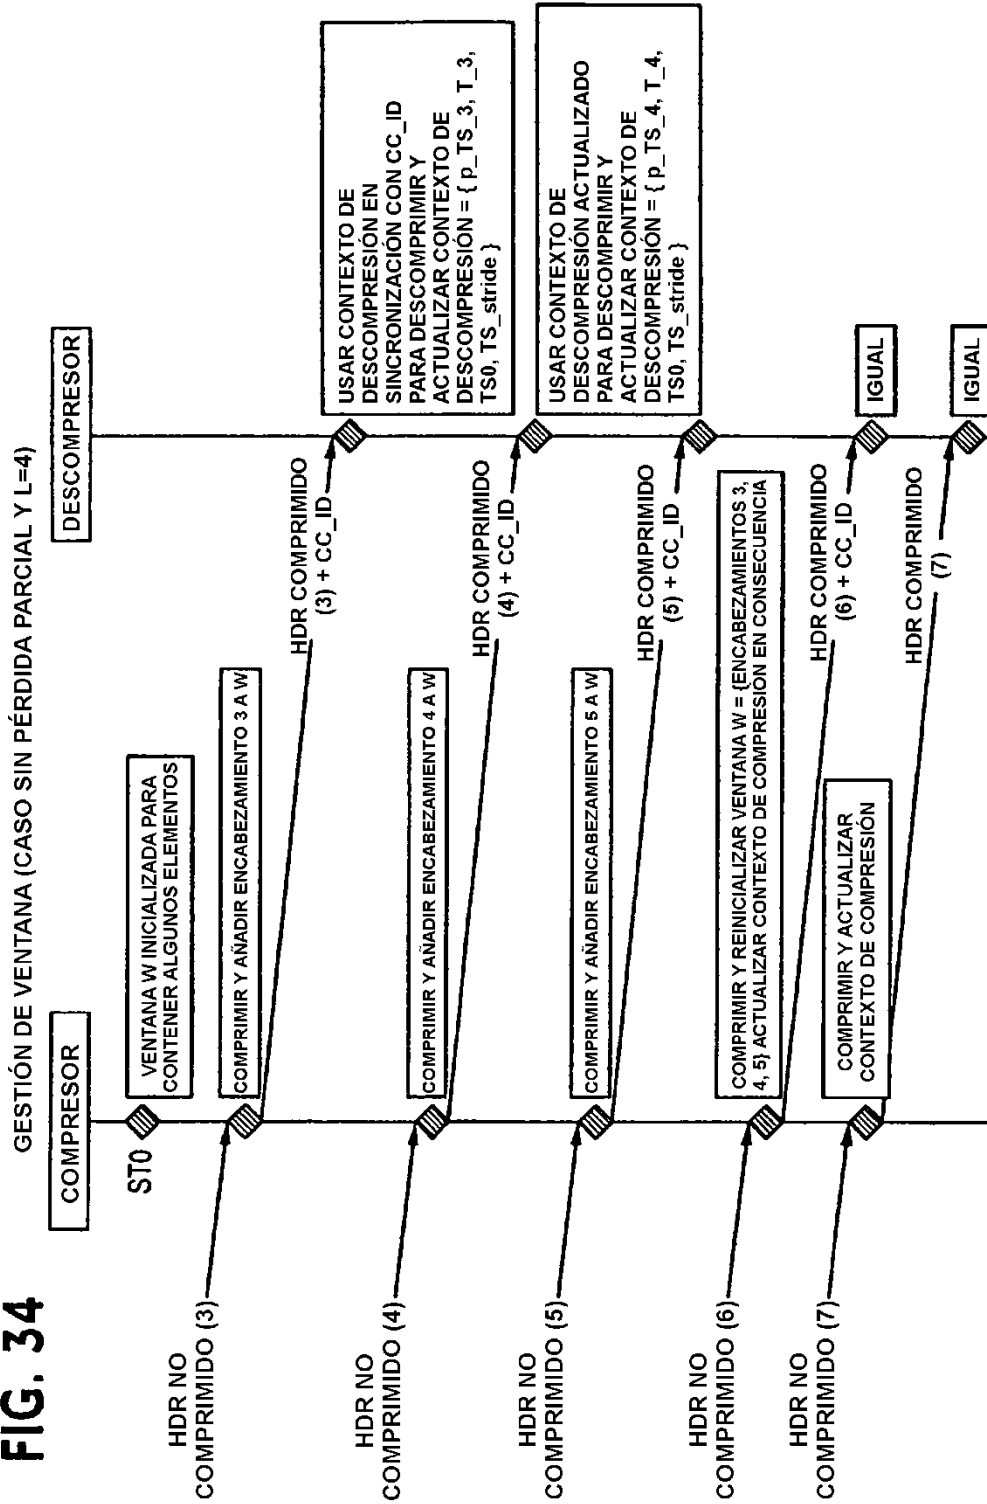 FIG. 34
GESTIÓN DE VENTANA (CASO SIN PÉRDIDA PARCIAL Y L=4)
COMPRESOR
DESCOMPRESOR
ST0
VENTANA W INICIALIZADA PARA
CONTENER ALGUNOS ELEMENTOS
HDR NO
COMPRIMIDO (3)
COMPRIMIR Y AÑADIR ENCABEZAMIENTO 3 A W
HDR COMPRIMIDO
(3) + CC_ID
USAR CONTEXTO DE
DESCOMPRESIÓN EN
SINCRONIZACIÓN CON CC_ID
PARA DESCOMPRIMIR Y
ACTUALIZAR CONTEXTO DE
DESCOMPRESIÓN = { p_TS_3, T_3,
TS0, TS_stride }
HDR NO
COMPRIMIDO (4)
COMPRIMIR Y AÑADIR ENCABEZAMIENTO 4 A W
HDR COMPRIMIDO
(4) + CC_ID
USAR CONTEXTO DE
DESCOMPRESIÓN ACTUALIZADO
PARA DESCOMPRIMIR Y
ACTUALIZAR CONTEXTO DE
DESCOMPRESIÓN = { p_TS_4, T_4,
TS0, TS_stride }
HDR NO
COMPRIMIDO (5)
COMPRIMIR Y AÑADIR ENCABEZAMIENTO 5 A W
HDR COMPRIMIDO
(5) + CC_ID
HDR NO
COMPRIMIDO (6)
COMPRIMIR Y REINICIALIZAR VENTANA W = {ENCABEZAMIENTOS 3,
4, 5} ACTUALIZAR CONTEXTO DE COMPRESIÓN EN CONSECUENCIA
HDR COMPRIMIDO
(6) + CC_ID
IGUAL
HDR NO
COMPRIMIDO (7)
COMPRIMIR Y ACTUALIZAR
CONTEXTO DE COMPRESIÓN
HDR COMPRIMIDO
(7)
IGUAL